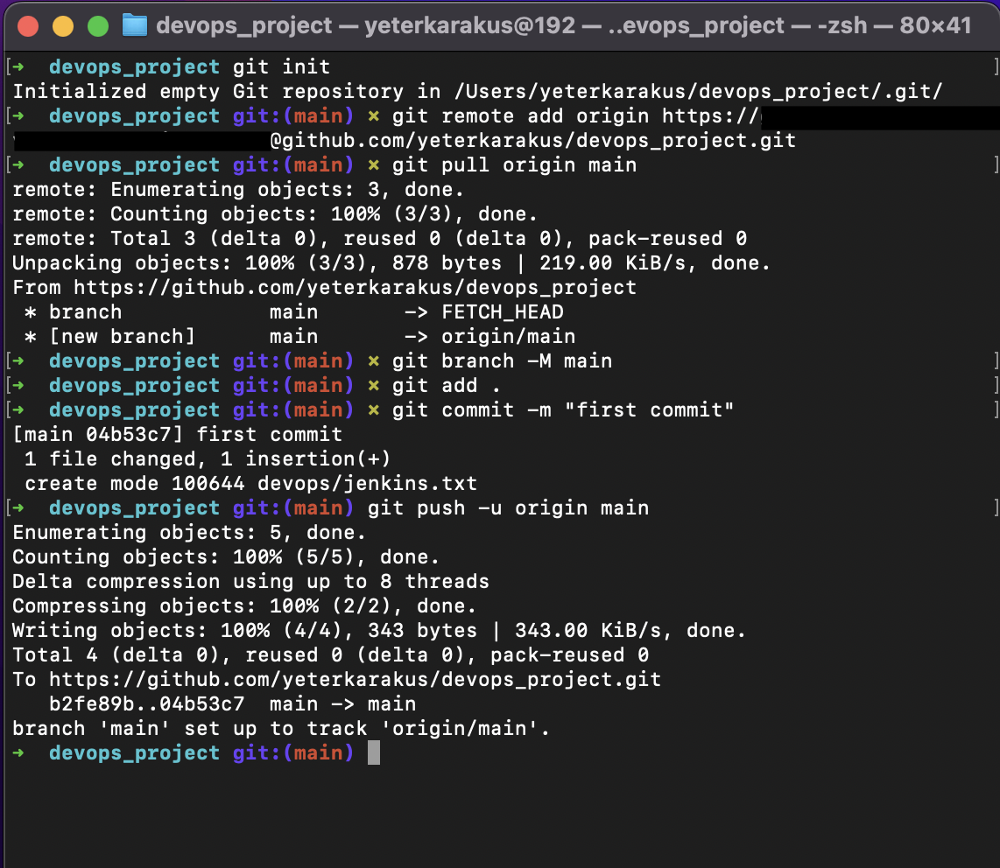 devops_project — yeterkarakus@192 — ..evops_project — -zsh — 80×41
[➜  devops_project git init ]
Initialized empty Git repository in /Users/yeterkarakus/devops_project/.git/
[➜  devops_project git:(main) ✗ git remote add origin https://
@github.com/yeterkarakus/devops_project.git
[➜  devops_project git:(main) ✗ git pull origin main ]
remote: Enumerating objects: 3, done.
remote: Counting objects: 100% (3/3), done.
remote: Total 3 (delta 0), reused 0 (delta 0), pack-reused 0
Unpacking objects: 100% (3/3), 878 bytes | 219.00 KiB/s, done.
From https://github.com/yeterkarakus/devops_project
 * branch            main       -> FETCH_HEAD
 * [new branch]      main       -> origin/main
[➜  devops_project git:(main) ✗ git branch -M main ]
[➜  devops_project git:(main) ✗ git add . ]
[➜  devops_project git:(main) ✗ git commit -m "first commit" ]
[main 04b53c7] first commit
 1 file changed, 1 insertion(+)
 create mode 100644 devops/jenkins.txt
[➜  devops_project git:(main) git push -u origin main ]
Enumerating objects: 5, done.
Counting objects: 100% (5/5), done.
Delta compression using up to 8 threads
Compressing objects: 100% (2/2), done.
Writing objects: 100% (4/4), 343 bytes | 343.00 KiB/s, done.
Total 4 (delta 0), reused 0 (delta 0), pack-reused 0
To https://github.com/yeterkarakus/devops_project.git
   b2fe89b..04b53c7  main -> main
branch 'main' set up to track 'origin/main'.
➜  devops_project git:(main)